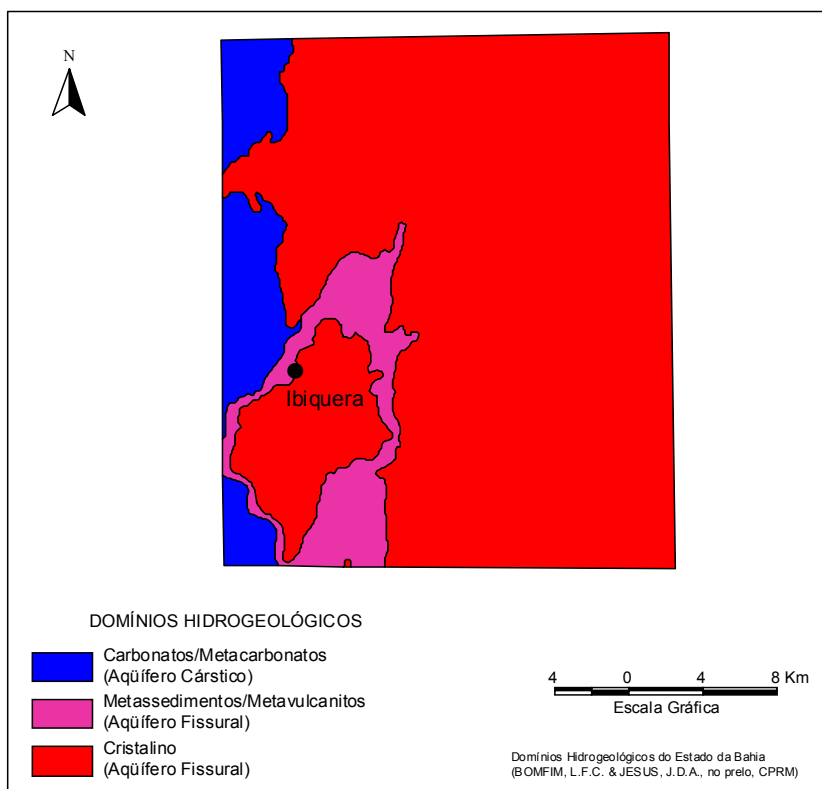 N
Ibiquera
DOMÍNIOS HIDROGEOLÓGICOS
Carbonatos/Metacarbonatos
(Aqüífero Cárstico)
Metassedimentos/Metavulcanitos
(Aqüífero Fissural)
Cristalino
(Aqüífero Fissural)
4 0 4 8 Km
Escala Gráfica
Domínios Hidrogeológicos do Estado da Bahia
(BOMFIM, L.F.C. & JESUS, J.D.A., no prelo, CPRM)